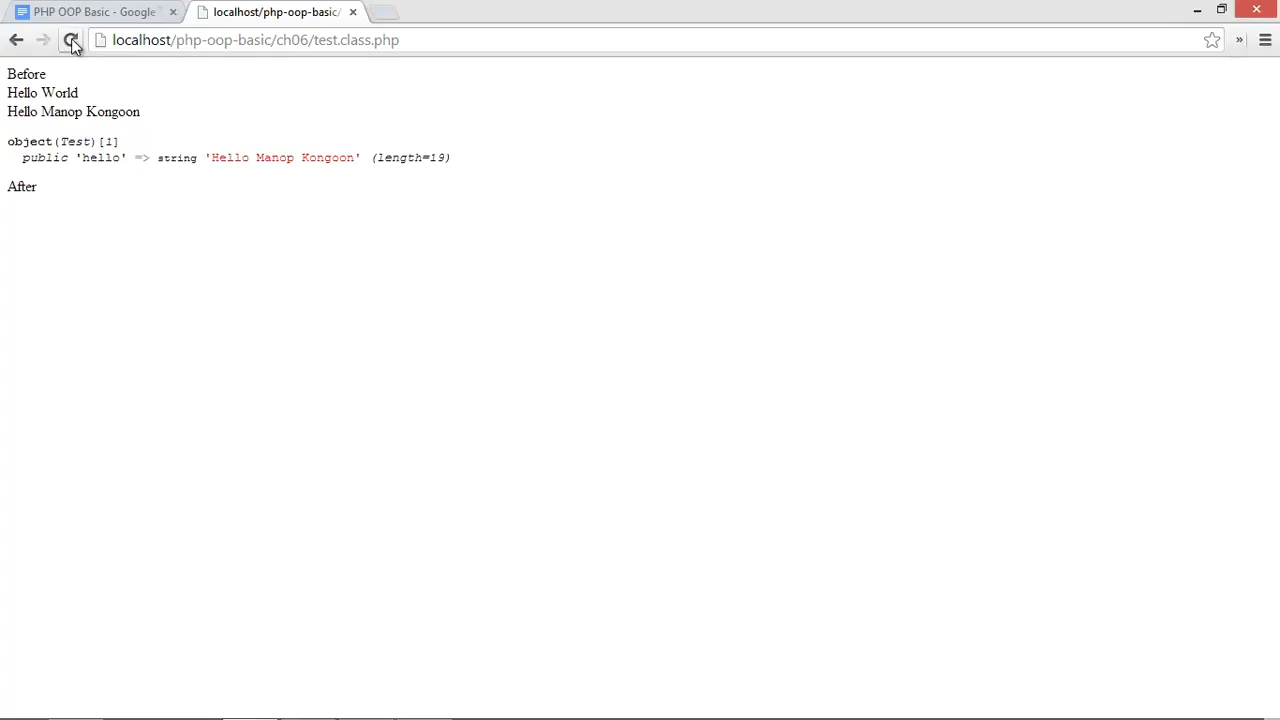 PHP OOP Basic - Google
localhost/php-oop-basic/
localhost/php-oop-basic/ch06/test.class.php
Before
Hello World
Hello Manop Kongoon
object(Test)[1]
public 'hello' => string 'Hello Manop Kongoon' (length=19)
After